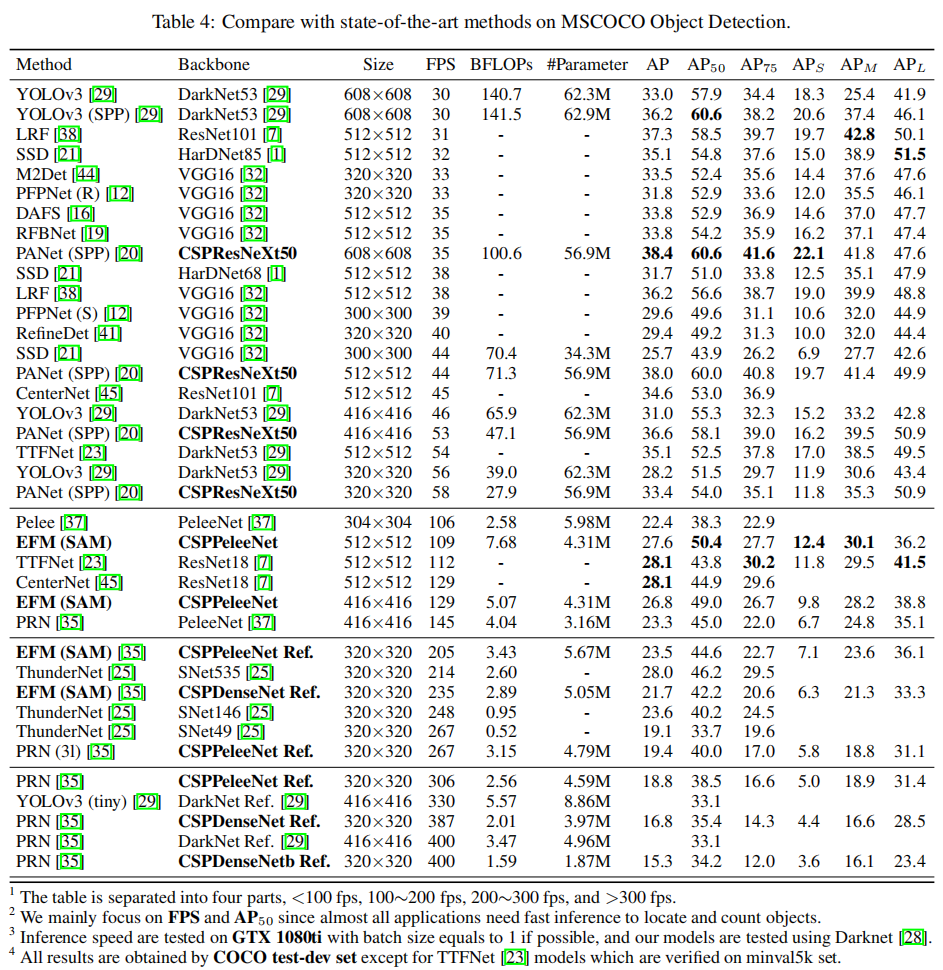 Table 4: Compare with state-of-the-art methods on MSCOCO Object Detection.
Method Backbone Size FPS BFLOPs #Parameter AP AP50 AP75 APS APM APL
YOLOv3 [29] DarkNet53 [29] 608×608 30 140.7 62.3M 33.0 57.9 34.4 18.3 25.4 41.9
YOLOv3 (SPP) [29] DarkNet53 [29] 608×608 30 141.5 62.9M 36.2 60.6 38.2 20.6 37.4 46.1
LRF [38] ResNet101 [7] 512×512 31 - - 37.3 58.5 39.7 19.7 42.8 50.1
SSD [21] HarDNet85 [1] 512×512 32 - - 35.1 54.8 37.6 15.0 38.9 51.5
M2Det [44] VGG16 [32] 320×320 33 - - 33.5 52.4 35.6 14.4 37.6 47.6
PFPNet (R) [12] VGG16 [32] 320×320 33 - - 31.8 52.9 33.6 12.0 35.5 46.1
DAFS [16] VGG16 [32] 512×512 35 - - 33.8 52.9 36.9 14.6 37.0 47.7
RFBNet [19] VGG16 [32] 512×512 35 - - 33.8 54.2 35.9 16.2 37.1 47.4
PANet (SPP) [20] CSPResNeXt50 608×608 35 100.6 56.9M 38.4 60.6 41.6 22.1 41.8 47.6
SSD [21] HarDNet68 [1] 512×512 38 - - 31.7 51.0 33.8 12.5 35.1 47.9
LRF [38] VGG16 [32] 512×512 38 - - 36.2 56.6 38.7 19.0 39.9 48.8
PFPNet (S) [12] VGG16 [32] 300×300 39 - - 29.6 49.6 31.1 10.6 32.0 44.9
RefineDet [41] VGG16 [32] 320×320 40 - - 29.4 49.2 31.3 10.0 32.0 44.4
SSD [21] VGG16 [32] 300×300 44 70.4 34.3M 25.7 43.9 26.2 6.9 27.7 42.6
PANet (SPP) [20] CSPResNeXt50 512×512 44 71.3 56.9M 38.0 60.0 40.8 19.7 41.4 49.9
CenterNet [45] ResNet101 [7] 512×512 45 - - 34.6 53.0 36.9
YOLOv3 [29] DarkNet53 [29] 416×416 46 65.9 62.3M 31.0 55.3 32.3 15.2 33.2 42.8
PANet (SPP) [20] CSPResNeXt50 416×416 53 47.1 56.9M 36.6 58.1 39.0 16.2 39.5 50.9
TTFNet [23] DarkNet53 [29] 512×512 54 - - 35.1 52.5 37.8 17.0 38.5 49.5
YOLOv3 [29] DarkNet53 [29] 320×320 56 39.0 62.3M 28.2 51.5 29.7 11.9 30.6 43.4
PANet (SPP) [20] CSPResNeXt50 320×320 58 27.9 56.9M 33.4 54.0 35.1 11.8 35.3 50.9
Pelee [37] PeleeNet [37] 304×304 106 2.58 5.98M 22.4 38.3 22.9
EFM (SAM) CSPPeleeNet 512×512 109 7.68 4.31M 27.6 50.4 27.7 12.4 30.1 36.2
TTFNet [23] ResNet18 [7] 512×512 112 - - 28.1 43.8 30.2 11.8 29.5 41.5
CenterNet [45] ResNet18 [7] 512×512 129 - - 28.1 44.9 29.6
EFM (SAM) CSPPeleeNet 416×416 129 5.07 4.31M 26.8 49.0 26.7 9.8 28.2 38.8
PRN [35] PeleeNet [37] 416×416 145 4.04 3.16M 23.3 45.0 22.0 6.7 24.8 35.1
EFM (SAM) [35] CSPPeleeNet Ref. 320×320 205 3.43 5.67M 23.5 44.6 22.7 7.1 23.6 36.1
ThunderNet [25] SNet535 [25] 320×320 214 2.60 - 28.0 46.2 29.5
EFM (SAM) [35] CSPDenseNet Ref. 320×320 235 2.89 5.05M 21.7 42.2 20.6 6.3 21.3 33.3
ThunderNet [25] SNet146 [25] 320×320 248 0.95 - 23.6 40.2 24.5
ThunderNet [25] SNet49 [25] 320×320 267 0.52 - 19.1 33.7 19.6
PRN (3l) [35] CSPPeleeNet Ref. 320×320 267 3.15 4.79M 19.4 40.0 17.0 5.8 18.8 31.1
PRN [35] CSPPeleeNet Ref. 320×320 306 2.56 4.59M 18.8 38.5 16.6 5.0 18.9 31.4
YOLOv3 (tiny) [29] DarkNet Ref. [29] 416×416 330 5.57 8.86M 33.1
PRN [35] CSPDenseNet Ref. 320×320 387 2.01 3.97M 16.8 35.4 14.3 4.4 16.6 28.5
PRN [35] DarkNet Ref. [29] 416×416 400 3.47 4.96M 33.1
PRN [35] CSPDenseNetb Ref. 320×320 400 1.59 1.87M 15.3 34.2 12.0 3.6 16.1 23.4
1 The table is separated into four parts, <100 fps, 100∼200 fps, 200∼300 fps, and >300 fps.
2 We mainly focus on FPS and AP50 since almost all applications need fast inference to locate and count objects.
3 Inference speed are tested on GTX 1080ti with batch size equals to 1 if possible, and our models are tested using Darknet [28].
4 All results are obtained by COCO test-dev set except for TTFNet [23] models which are verified on minval5k set.